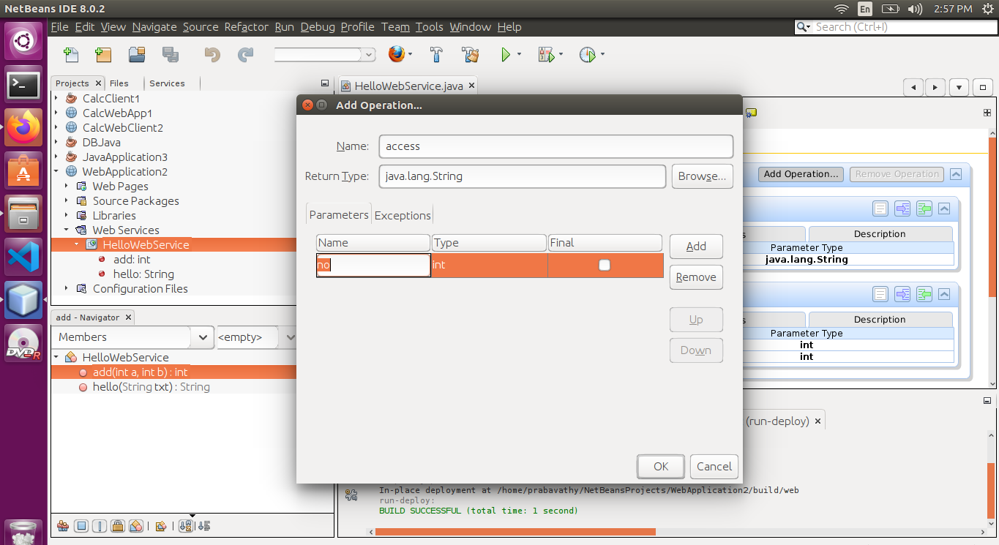 NetBeans IDE 8.0.2
En
2:57 PM
File Edit View Navigate Source Refactor Run Debug Profile Team Tools Window Help
Search (Ctrl+I)
Projects Files Services
HelloWebService.java
CalcClient1
CalcWebApp1
CalcWebClient2
DBJava
JavaApplication3
WebApplication2
Web Pages
Source Packages
Libraries
Web Services
HelloWebService
add: int
hello: String
Configuration Files
add - Navigator
Members
<empty>
HelloWebService
add(int a, int b) : int
hello(String txt) : String
Add Operation...
Name: access
Return Type: java.lang.String Browse...
Parameters Exceptions
Name Type Final
no int
Add
Remove
Up
Down
OK Cancel
Add Operation... Remove Operation
s Description
Parameter Type
java.lang.String
s Description
Parameter Type
int
int
(run-deploy)
In-place deployment at /home/prabavathy/NetBeansProjects/WebApplication2/build/web
run-deploy:
BUILD SUCCESSFUL (total time: 1 second)
DVD-R